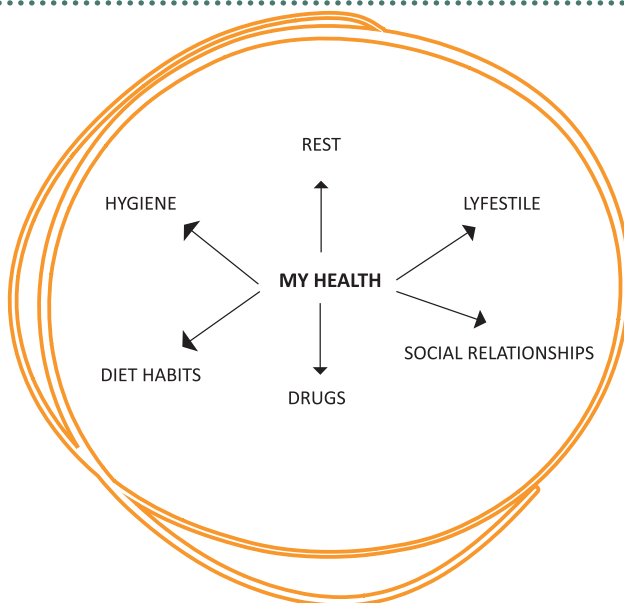 REST
HYGIENE
LYFESTILE
MY HEALTH
SOCIAL RELATIONSHIPS
DIET HABITS
DRUGS